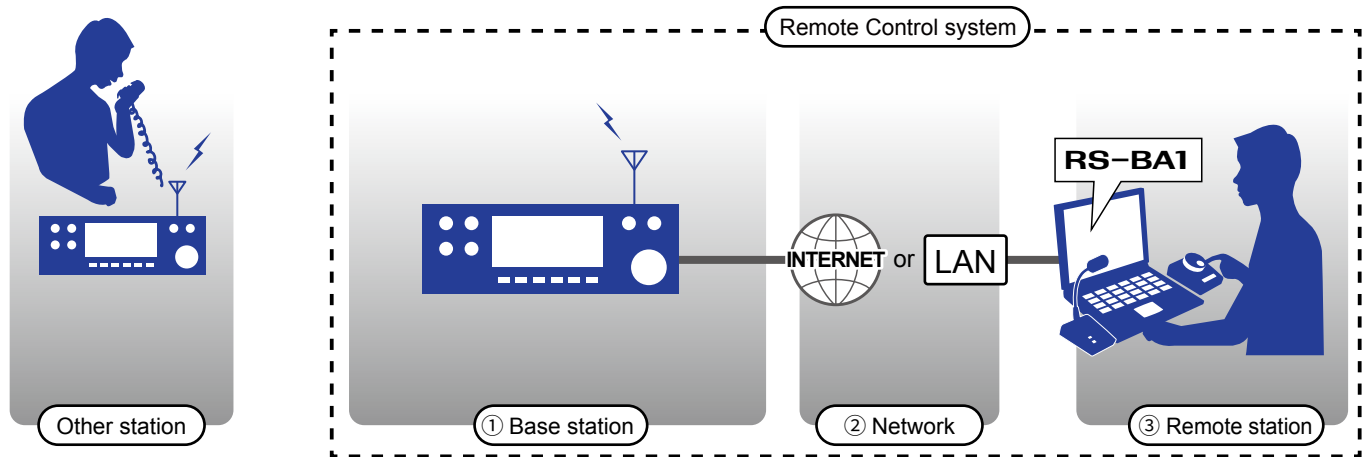 Remote Control system
RS-BA1
INTERNET or LAN
Other station
① Base station
② Network
③ Remote station